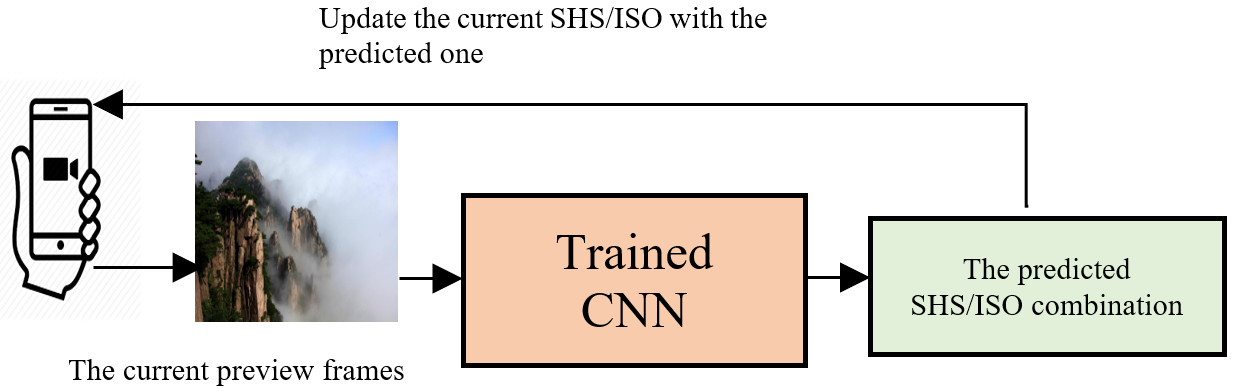 Update the current SHS/ISO with the
predicted one
Trained
CNN
The predicted
SHS/ISO combination
The current preview frames